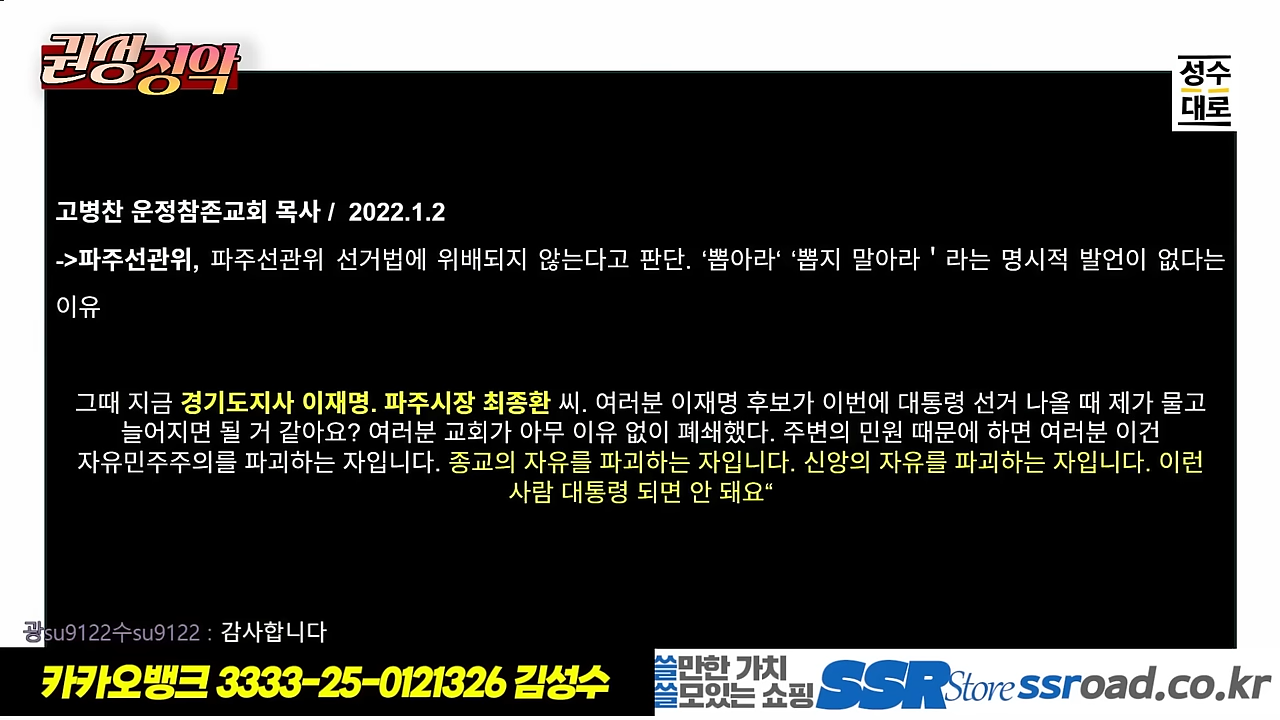 권성징악
성수
대로
고병찬 운정참존교회 목사 / 2022.1.2
->파주선관위, 파주선관위 선거법에 위배되지 않는다고 판단. ‘뽑아라‘ ‘뽑지 말아라 ' 라는 명시적 발언이 없다는
이유
그때 지금 경기도지사 이재명. 파주시장 최종환 씨. 여러분 이재명 후보가 이번에 대통령 선거 나올 때 제가 물고
늘어지면 될 거 같아요? 여러분 교회가 아무 이유 없이 폐쇄했다. 주변의 민원 때문에 하면 여러분 이건
자유민주주의를 파괴하는 자입니다. 종교의 자유를 파괴하는 자입니다. 신앙의 자유를 파괴하는 자입니다. 이런
사람 대통령 되면 안 돼요“
광su9122수su9122 : 감사합니다
카카오뱅크 3333-25-0121326 김성수
쓸만한 가치
쓸모있는 쇼핑
SSR Store ssroad.co.kr